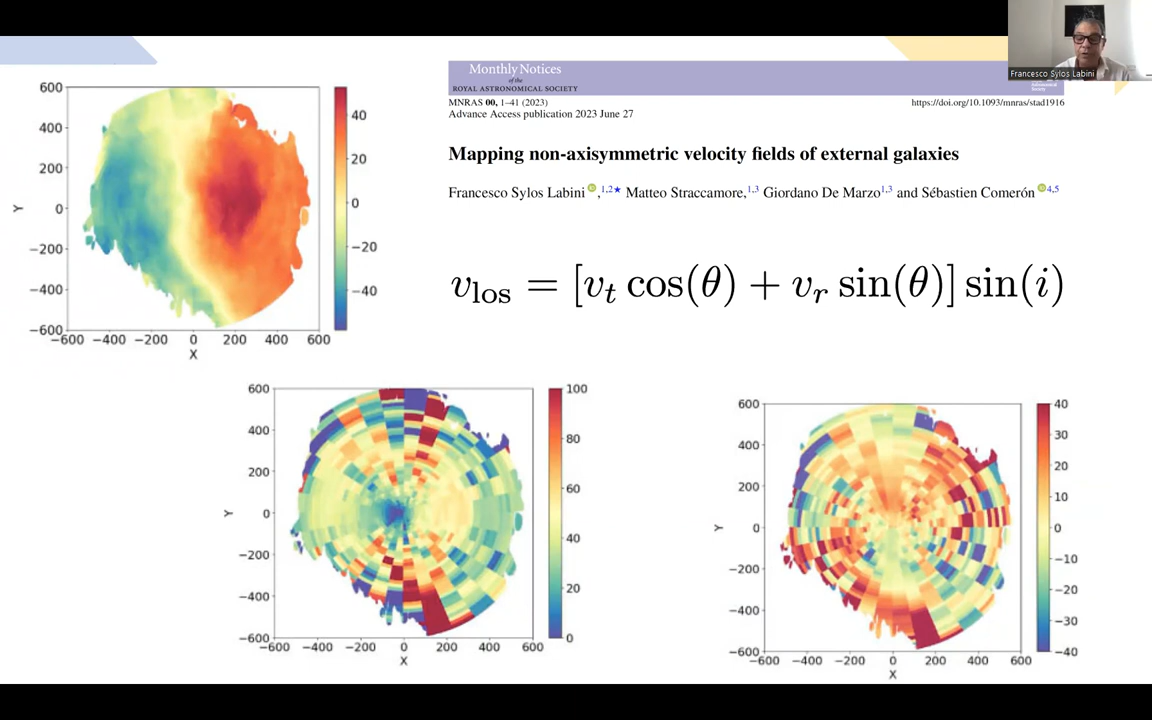 Francesco Sylos Labini
Monthly Notices
of the
ROYAL ASTRONOMICAL SOCIETY
MNRAS 00, 1–41 (2023)
https://doi.org/10.1093/mnras/stad1916
Advance Access publication 2023 June 27
Mapping non-axisymmetric velocity fields of external galaxies
Francesco Sylos Labini, 1,2★ Matteo Straccamore,1,3 Giordano De Marzo1,3 and Sébastien Comerón 4,5
v_los = [v_t cos(θ) + v_r sin(θ)] sin(i)
600
400
200
0
−200
−400
−600
Y
−600 −400 −200 0 200 400 600
X
40
20
0
−20
−40
600
400
200
0
−200
−400
−600
Y
−600 −400 −200 0 200 400 600
X
100
80
60
40
20
0
600
400
200
0
−200
−400
−600
Y
−600 −400 −200 0 200 400 600
X
40
30
20
10
0
−10
−20
−30
−40